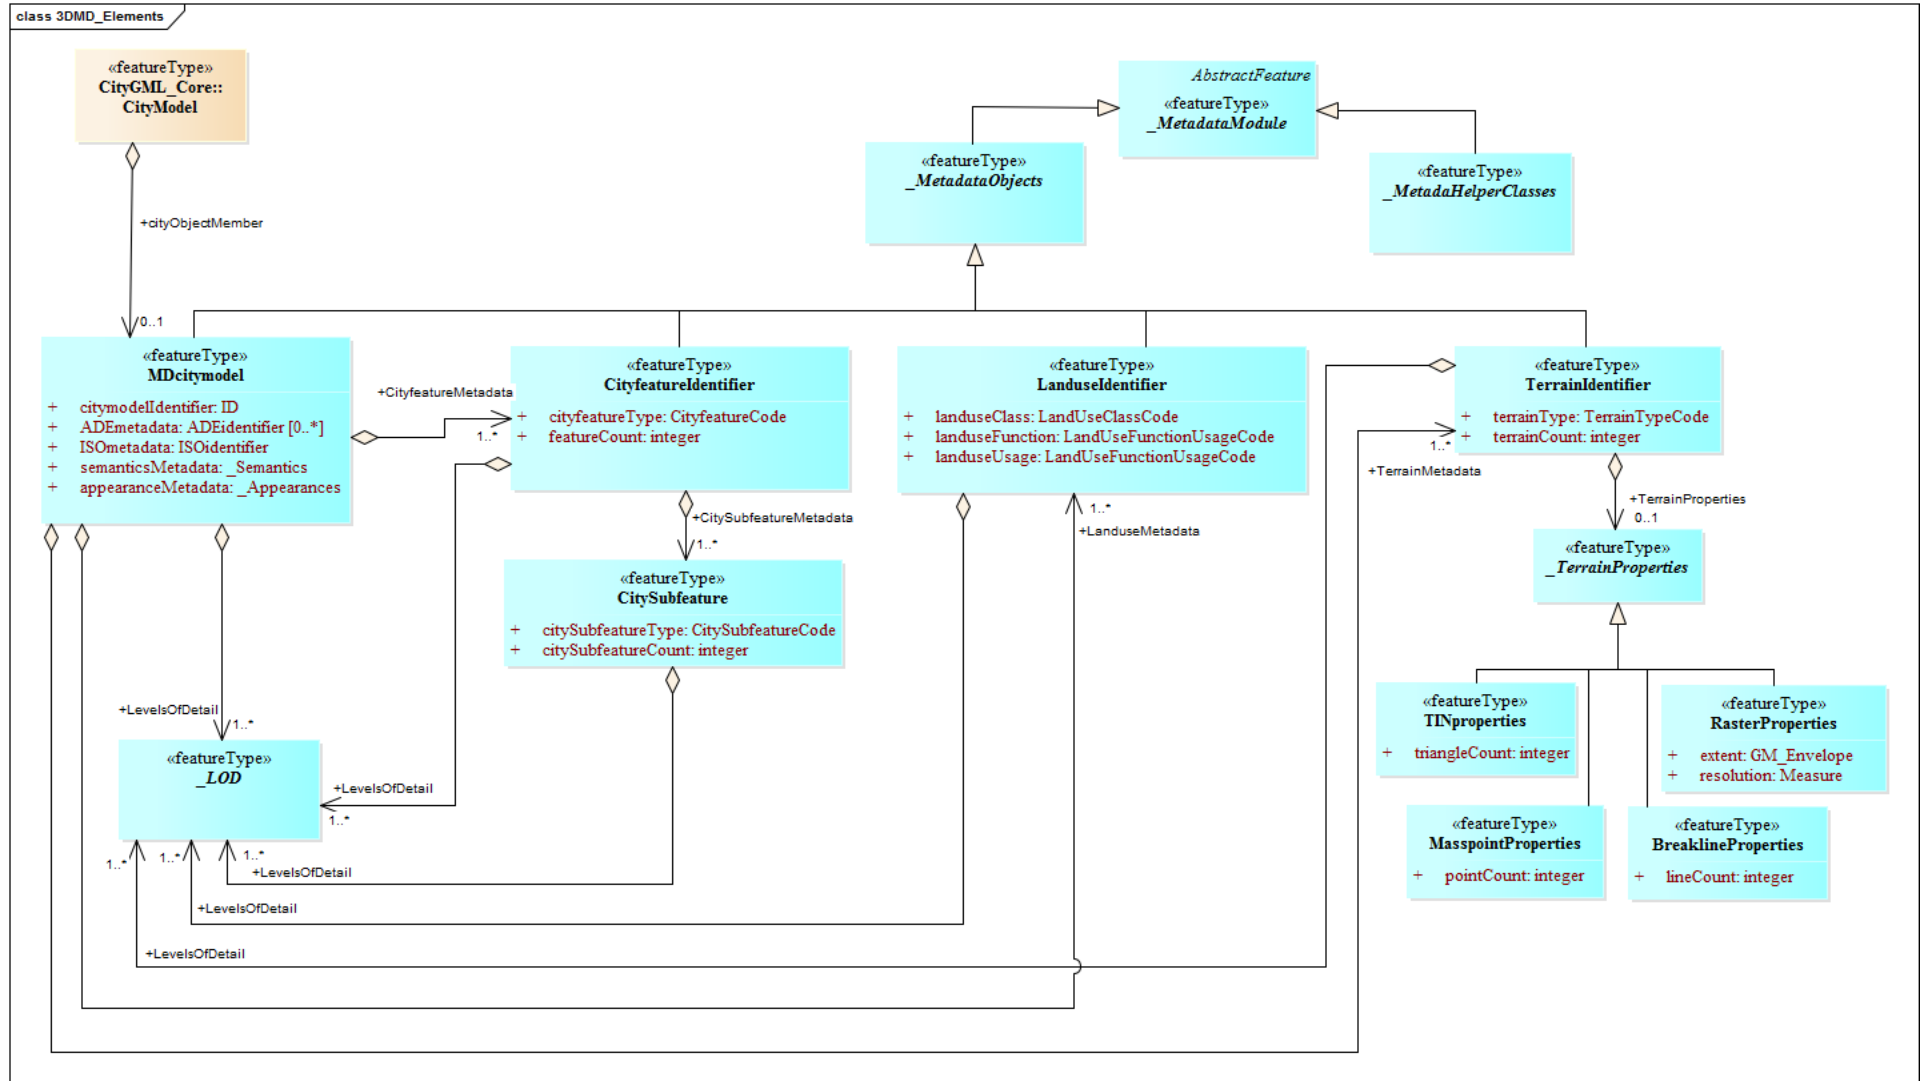 class 3DMD_Elements
«featureType»
CityGML_Core::
CityModel
+cityObjectMember
0..1
AbstractFeature
«featureType»
_MetadataModule
«featureType»
_MetadataObjects
«featureType»
_MetadaHelperClasses
«featureType»
MDcitymodel
+ citymodelIdentifier: ID
+ ADEmetadata: ADEidentifier [0..*]
+ ISOmetadata: ISOidentifier
+ semanticsMetadata: _Semantics
+ appearanceMetadata: _Appearances
+CityfeatureMetadata
1..*
«featureType»
CityfeatureIdentifier
+ cityfeatureType: CityfeatureCode
+ featureCount: integer
«featureType»
LanduseIdentifier
+ landuseClass: LandUseClassCode
+ landuseFunction: LandUseFunctionUsageCode
+ landuseUsage: LandUseFunctionUsageCode
«featureType»
TerrainIdentifier
+ terrainType: TerrainTypeCode
+ terrainCount: integer
1..*
+TerrainMetadata
+TerrainProperties
0..1
+CitySubfeatureMetadata
1..*
1..*
+LanduseMetadata
«featureType»
_TerrainProperties
«featureType»
CitySubfeature
+ citySubfeatureType: CitySubfeatureCode
+ citySubfeatureCount: integer
+LevelsOfDetail
1..*
«featureType»
_LOD
+LevelsOfDetail
1..*
«featureType»
TINproperties
+ triangleCount: integer
«featureType»
RasterProperties
+ extent: GM_Envelope
+ resolution: Measure
«featureType»
MasspointProperties
+ pointCount: integer
«featureType»
BreaklineProperties
+ lineCount: integer
1..*
1..*
1..*
+LevelsOfDetail
+LevelsOfDetail
+LevelsOfDetail